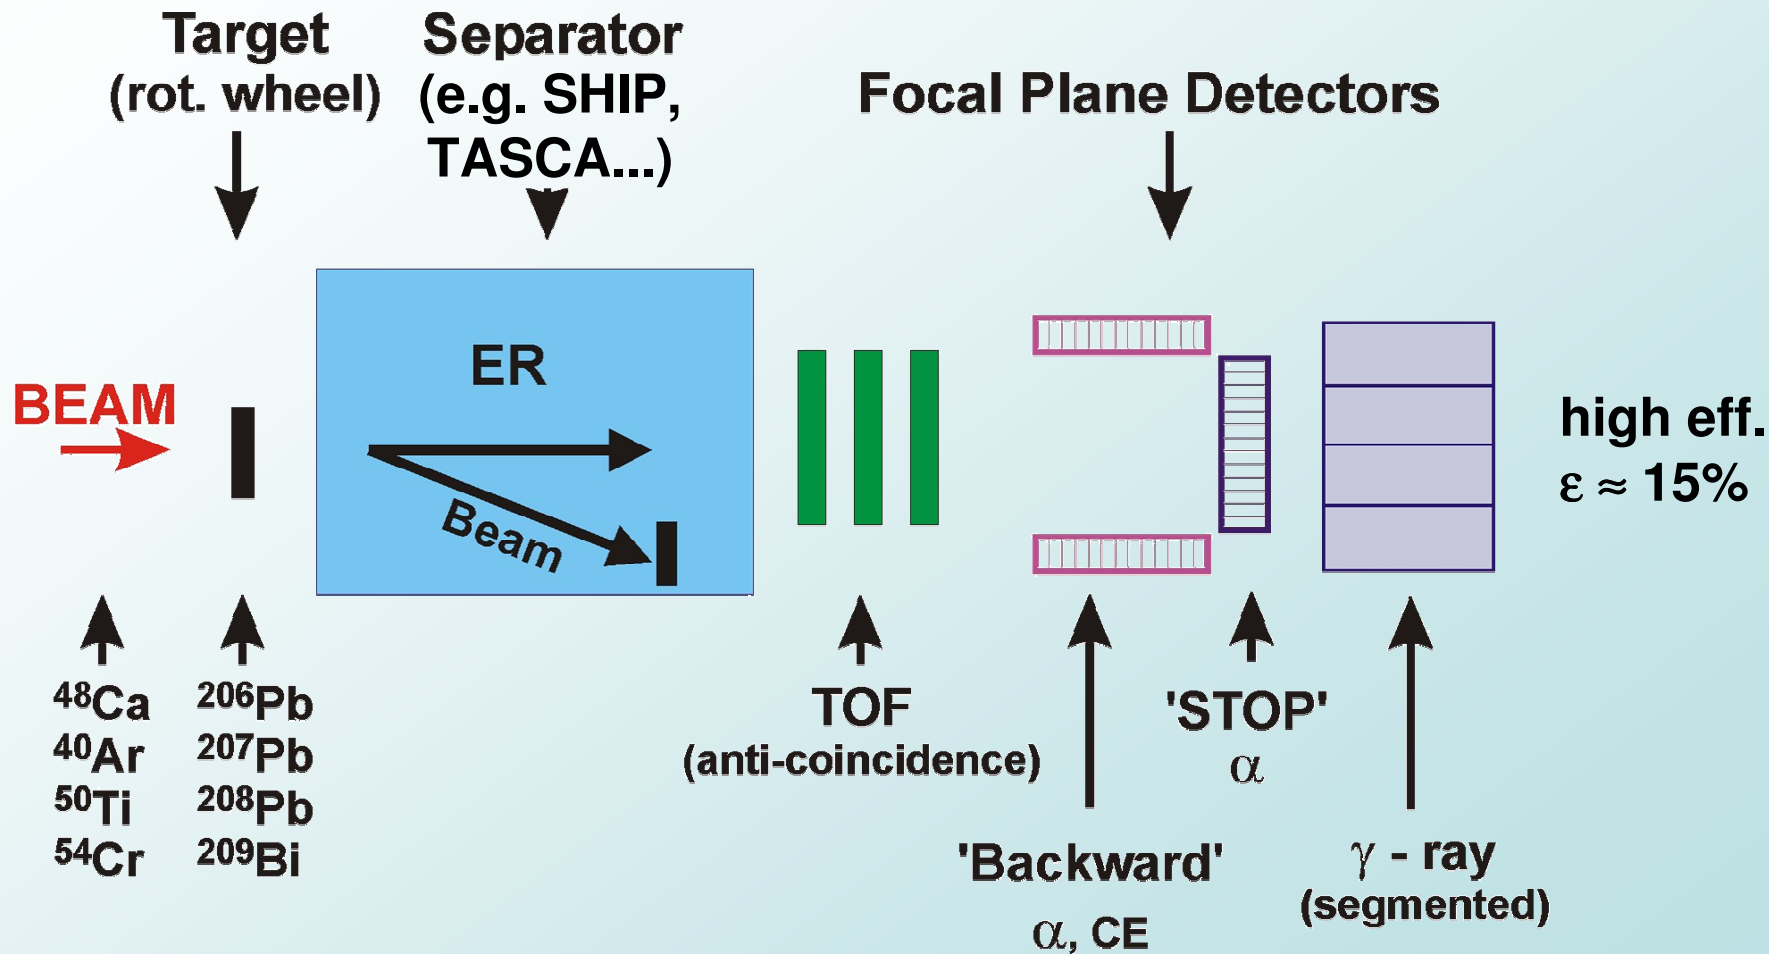 Target
(rot. wheel)
Separator
(e.g. SHIP,
TASCA...)
Focal Plane Detectors
BEAM
ER
Beam
high eff.
ε ≈ 15%
⁴⁸Ca
⁴⁰Ar
⁵⁰Ti
⁵⁴Cr
²⁰⁶Pb
²⁰⁷Pb
²⁰⁸Pb
²⁰⁹Bi
TOF
(anti-coincidence)
'Backward'
α, CE
'STOP'
α
γ - ray
(segmented)